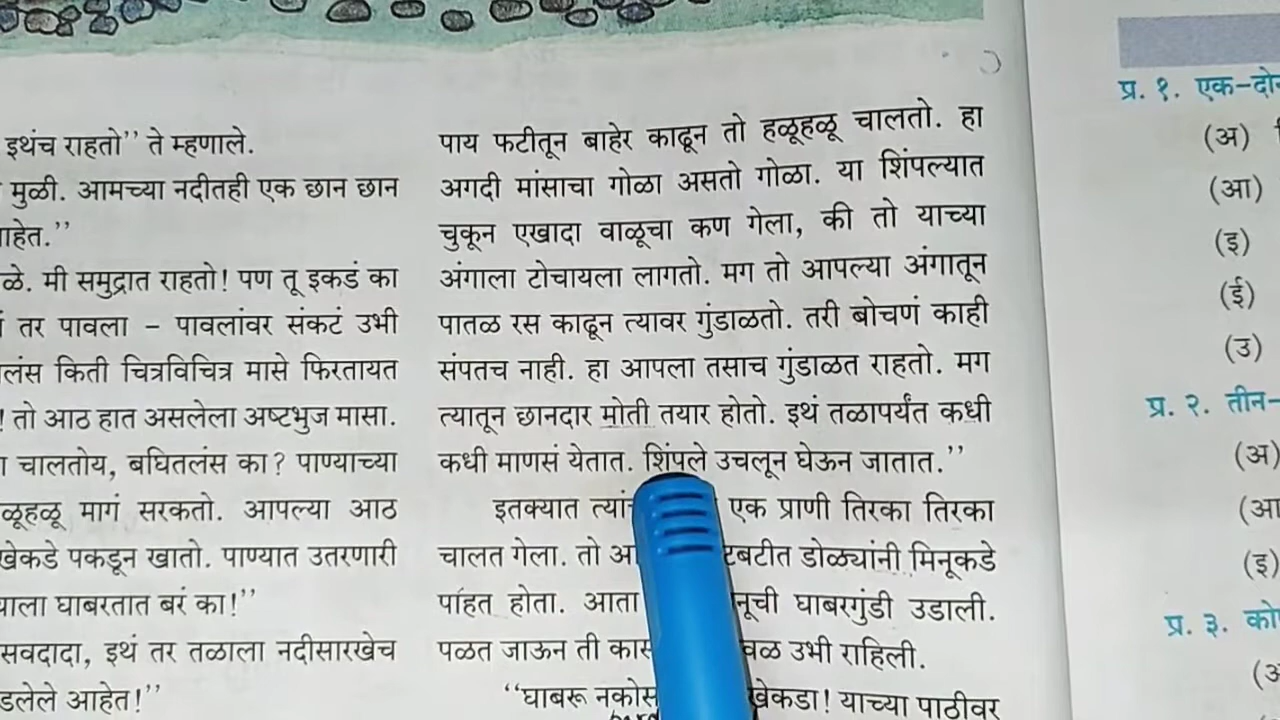 इथंच राहतो” ते म्हणाले.
मुळी. आमच्या नदीतही एक छान छान
समुद्रात राहतो! पण तू इकडं का
तर पावला – पावलांवर संकटं उभी
किती चित्रविचित्र मासे फिरतायत
! तो आठ हात असलेला अष्टभुज मासा.
चालतोय, बघितलंस का? पाण्याच्या
मागं सरकतो. आपल्या आठ
खेकडे पकडून खातो. पाण्यात उतरणारी
घाबरतात बरं का!”
इथं तर तळाला नदीसारखेच
आहेत!”
पाय फटीतून बाहेर काढून तो हळूहळू चालतो. हा
अगदी मांसाचा गोळा असतो गोळा. या शिंपल्यात
चुकून एखादा वाळूचा कण गेला, की तो याच्या
अंगाला टोचायला लागतो. मग तो आपल्या अंगातून
पातळ रस काढून त्यावर गुंडाळतो. तरी बोचणं काही
संपतच नाही. हा आपला तसाच गुंडाळत राहतो. मग
त्यातून छानदार मोती तयार होतो. इथं तळापर्यंत कधी
कधी माणसं येतात. शिंपले उचलून घेऊन जातात.”
इतक्यात एक प्राणी तिरका तिरका
चालत गेला. तो डोळ्यांनी मिनूकडे
पाहत होता. आता घाबरगुंडी उडाली.
पळत जाऊन ती उभी राहिली.
“घाबरू नकोस खेकडा! याच्या पाठीवर
प्र. १. एक–दोन
(अ)
(आ)
(इ)
(ई)
(उ)
प्र. २. तीन–
(अ)
(आ
(इ)
प्र. ३.
(अ